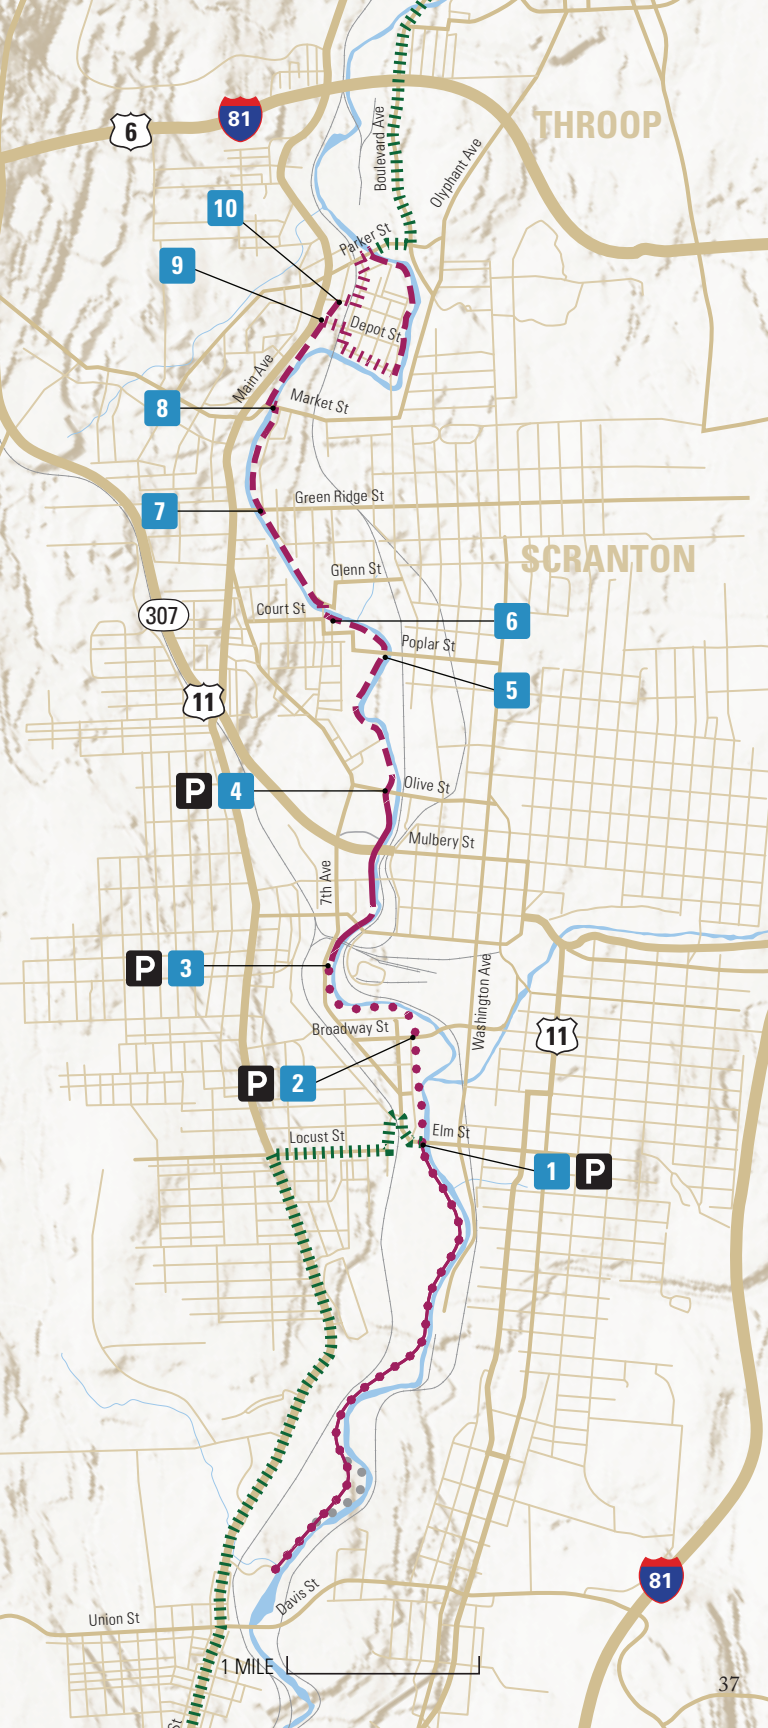 THROOP
81
6
Boulevard Ave
Olyphant Ave
10
Parker St
9
Depot St
Main Ave
8
Market St
7
Green Ridge St
SCRANTON
Glenn St
Court St
307
6
Poplar St
5
11
P 4
Olive St
Mulbery St
7th Ave
P 3
Washington Ave
Broadway St
11
P 2
Elm St
Locust St
1 P
81
Davis St
Union St
1 MILE
37
St